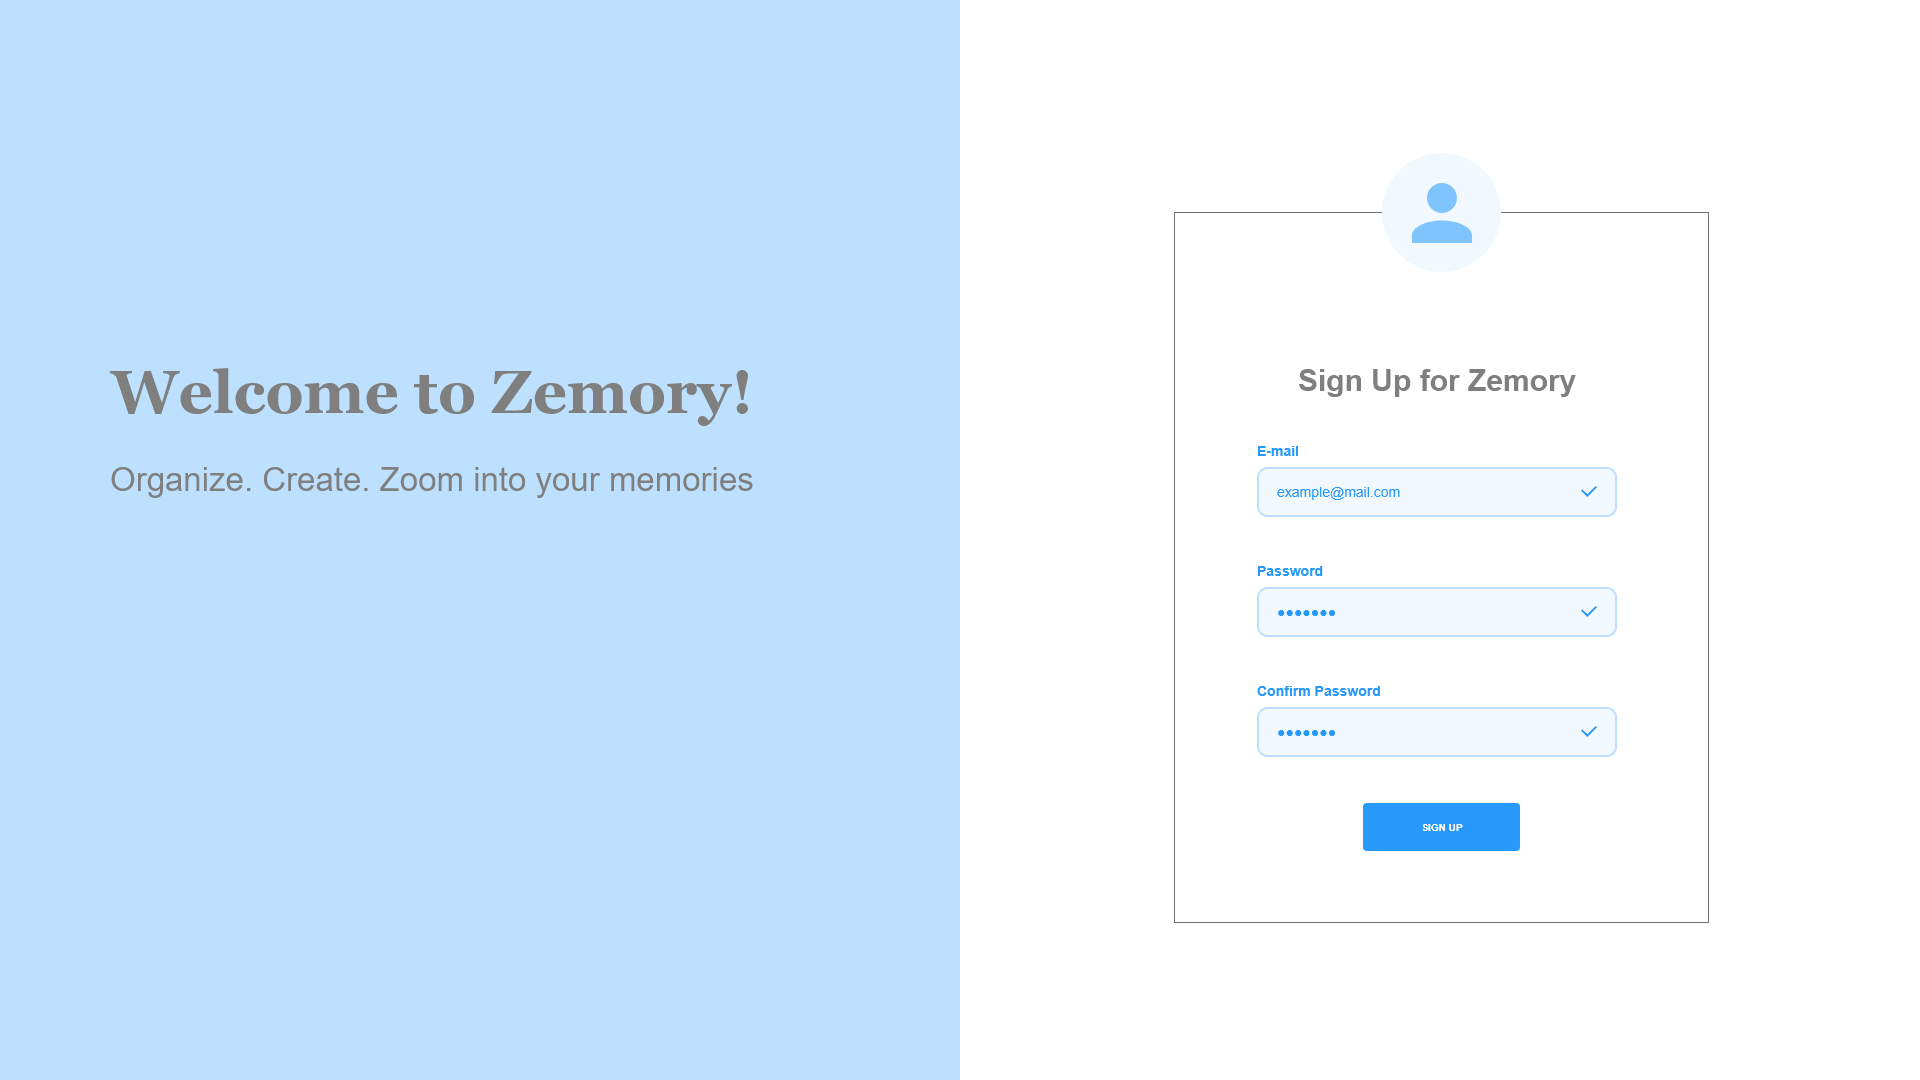 Welcome to Zemory!
Organize. Create. Zoom into your memories
Sign Up for Zemory
E-mail
example@mail.com
Password
•••••••
Confirm Password
•••••••
SIGN UP